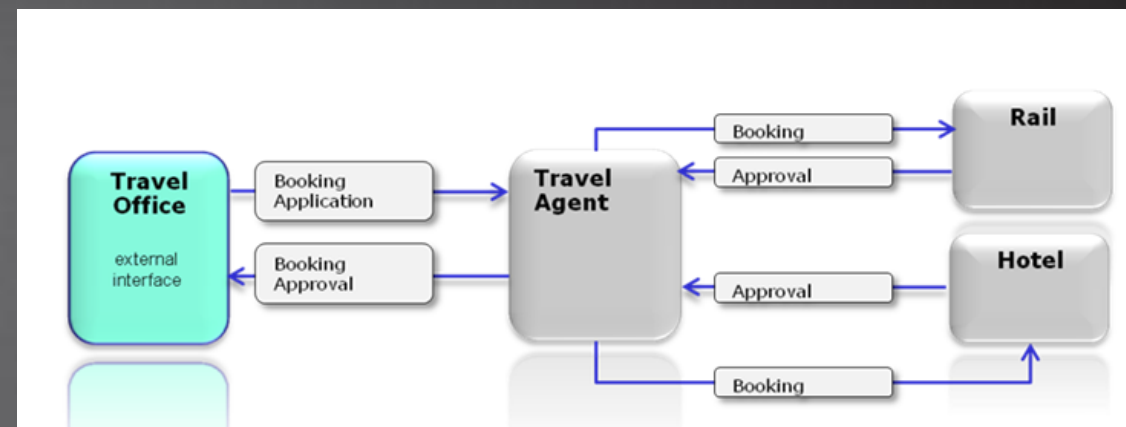 Travel
Office
external
interface
Booking
Application
Booking
Approval
Travel
Agent
Booking
Approval
Approval
Booking
Rail
Hotel